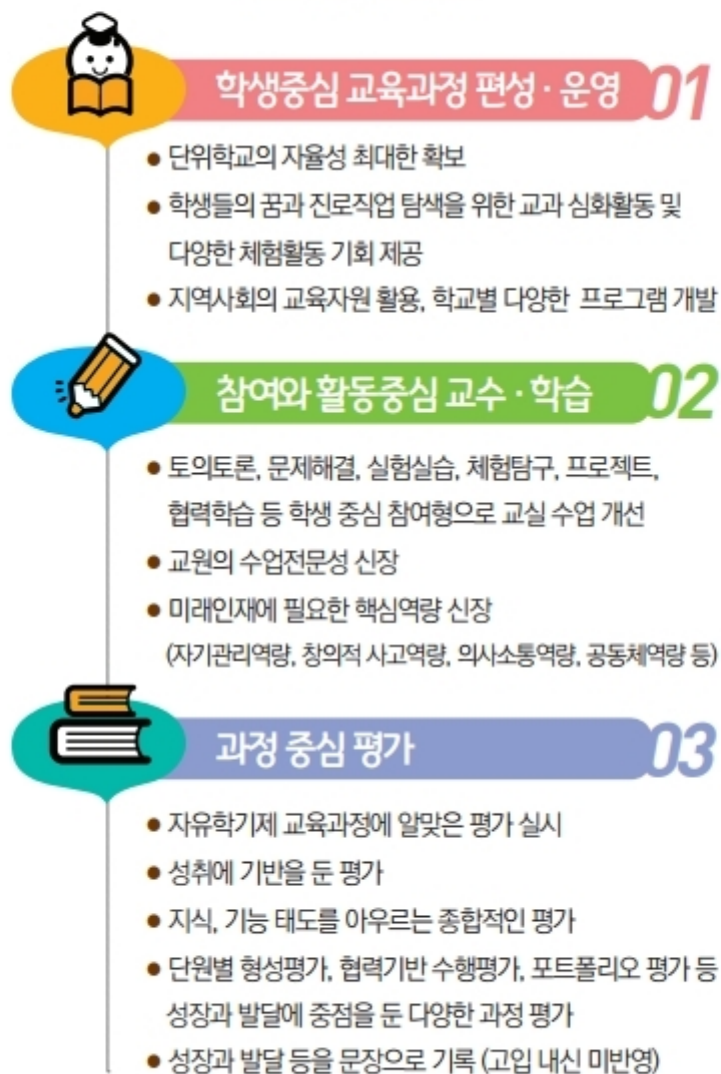 학생중심 교육과정 편성·운영 01
● 단위학교의 자율성 최대한 확보
● 학생들의 꿈과 진로직업 탐색을 위한 교과 심화활동 및
다양한 체험활동 기회 제공
● 지역사회의 교육자원 활용, 학교별 다양한 프로그램 개발
참여와 활동중심 교수·학습 02
● 토의토론, 문제해결, 실험실습, 체험탐구, 프로젝트,
협력학습 등 학생 중심 참여형으로 교실 수업 개선
● 교원의 수업전문성 신장
● 미래인재에 필요한 핵심역량 신장
(자기관리역량, 창의적 사고역량, 의사소통역량, 공동체역량 등)
과정 중심 평가 03
● 자유학기제 교육과정에 알맞은 평가 실시
● 성취에 기반을 둔 평가
● 지식, 기능 태도를 아우르는 종합적인 평가
● 단원별 형성평가, 협력기반 수행평가, 포트폴리오 평가 등
성장과 발달에 중점을 둔 다양한 과정 평가
● 성장과 발달 등을 문장으로 기록 (고입 내신 미반영)